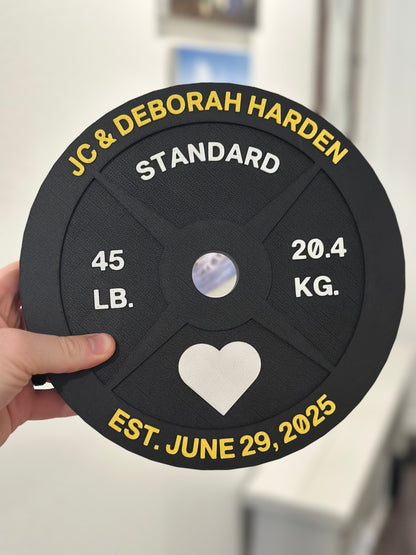 JC & DEBORAH HARDEN
STANDARD
45
LB.
20.4
KG.
EST. JUNE 29, 2025